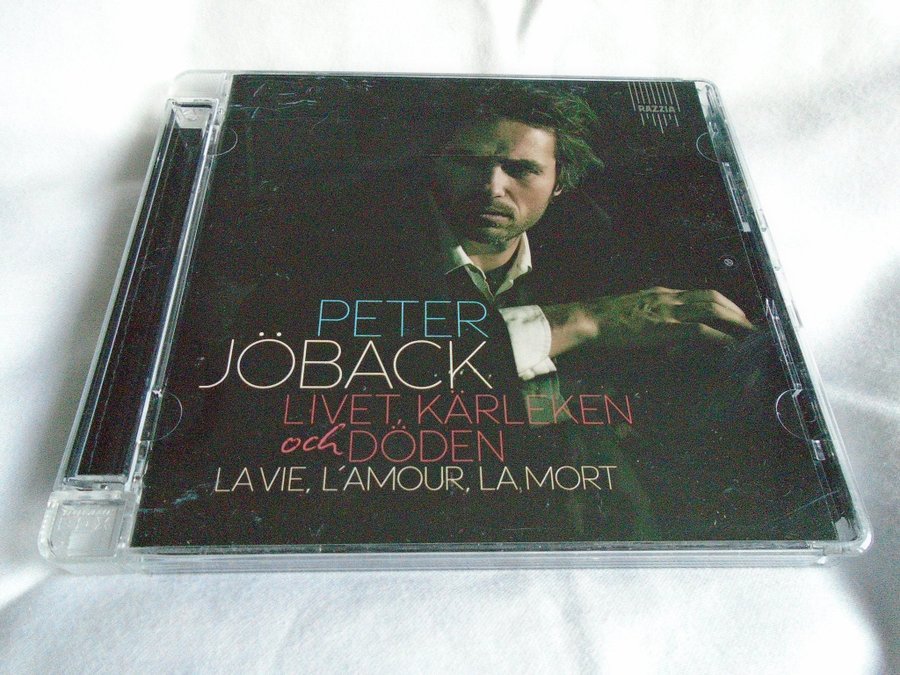 RAZZIA
PETER
JÖBACK
LIVET, KÄRLEKEN
och DÖDEN
LA VIE, L'AMOUR, LA MORT